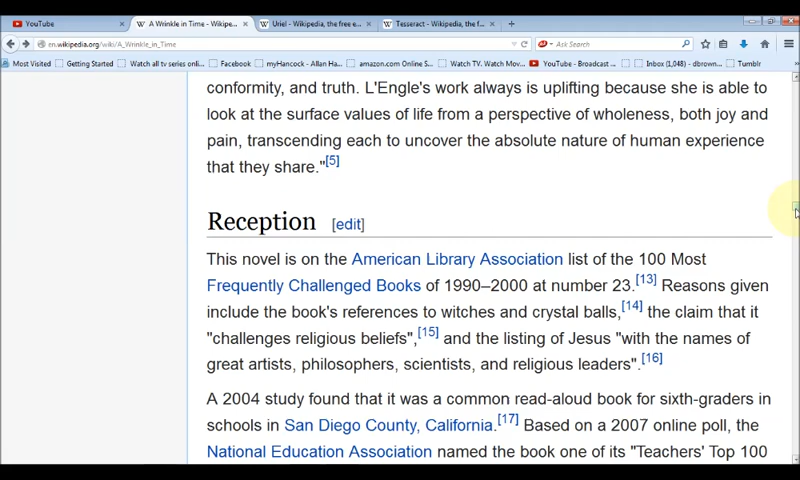 YouTube
A Wrinkle in Time - Wikipe...
Uriel - Wikipedia, the free e...
Tesseract - Wikipedia, the f...
en.wikipedia.org/wiki/A_Wrinkle_in_Time
Ask Search
Most Visited Getting Started Watch all tv series onli... Facebook myHancock - Allan Ha... amazon.com Online S... Watch TV. Watch Mov... YouTube - Broadcast ... Inbox (1,048) - dbrown... Tumblr
conformity, and truth. L'Engle's work always is uplifting because she is able to
look at the surface values of life from a perspective of wholeness, both joy and
pain, transcending each to uncover the absolute nature of human experience
that they share."[5]
Reception [edit]
This novel is on the American Library Association list of the 100 Most
Frequently Challenged Books of 1990–2000 at number 23.[13] Reasons given
include the book's references to witches and crystal balls,[14] the claim that it
"challenges religious beliefs",[15] and the listing of Jesus "with the names of
great artists, philosophers, scientists, and religious leaders".[16]
A 2004 study found that it was a common read-aloud book for sixth-graders in
schools in San Diego County, California.[17] Based on a 2007 online poll, the
National Education Association named the book one of its "Teachers' Top 100